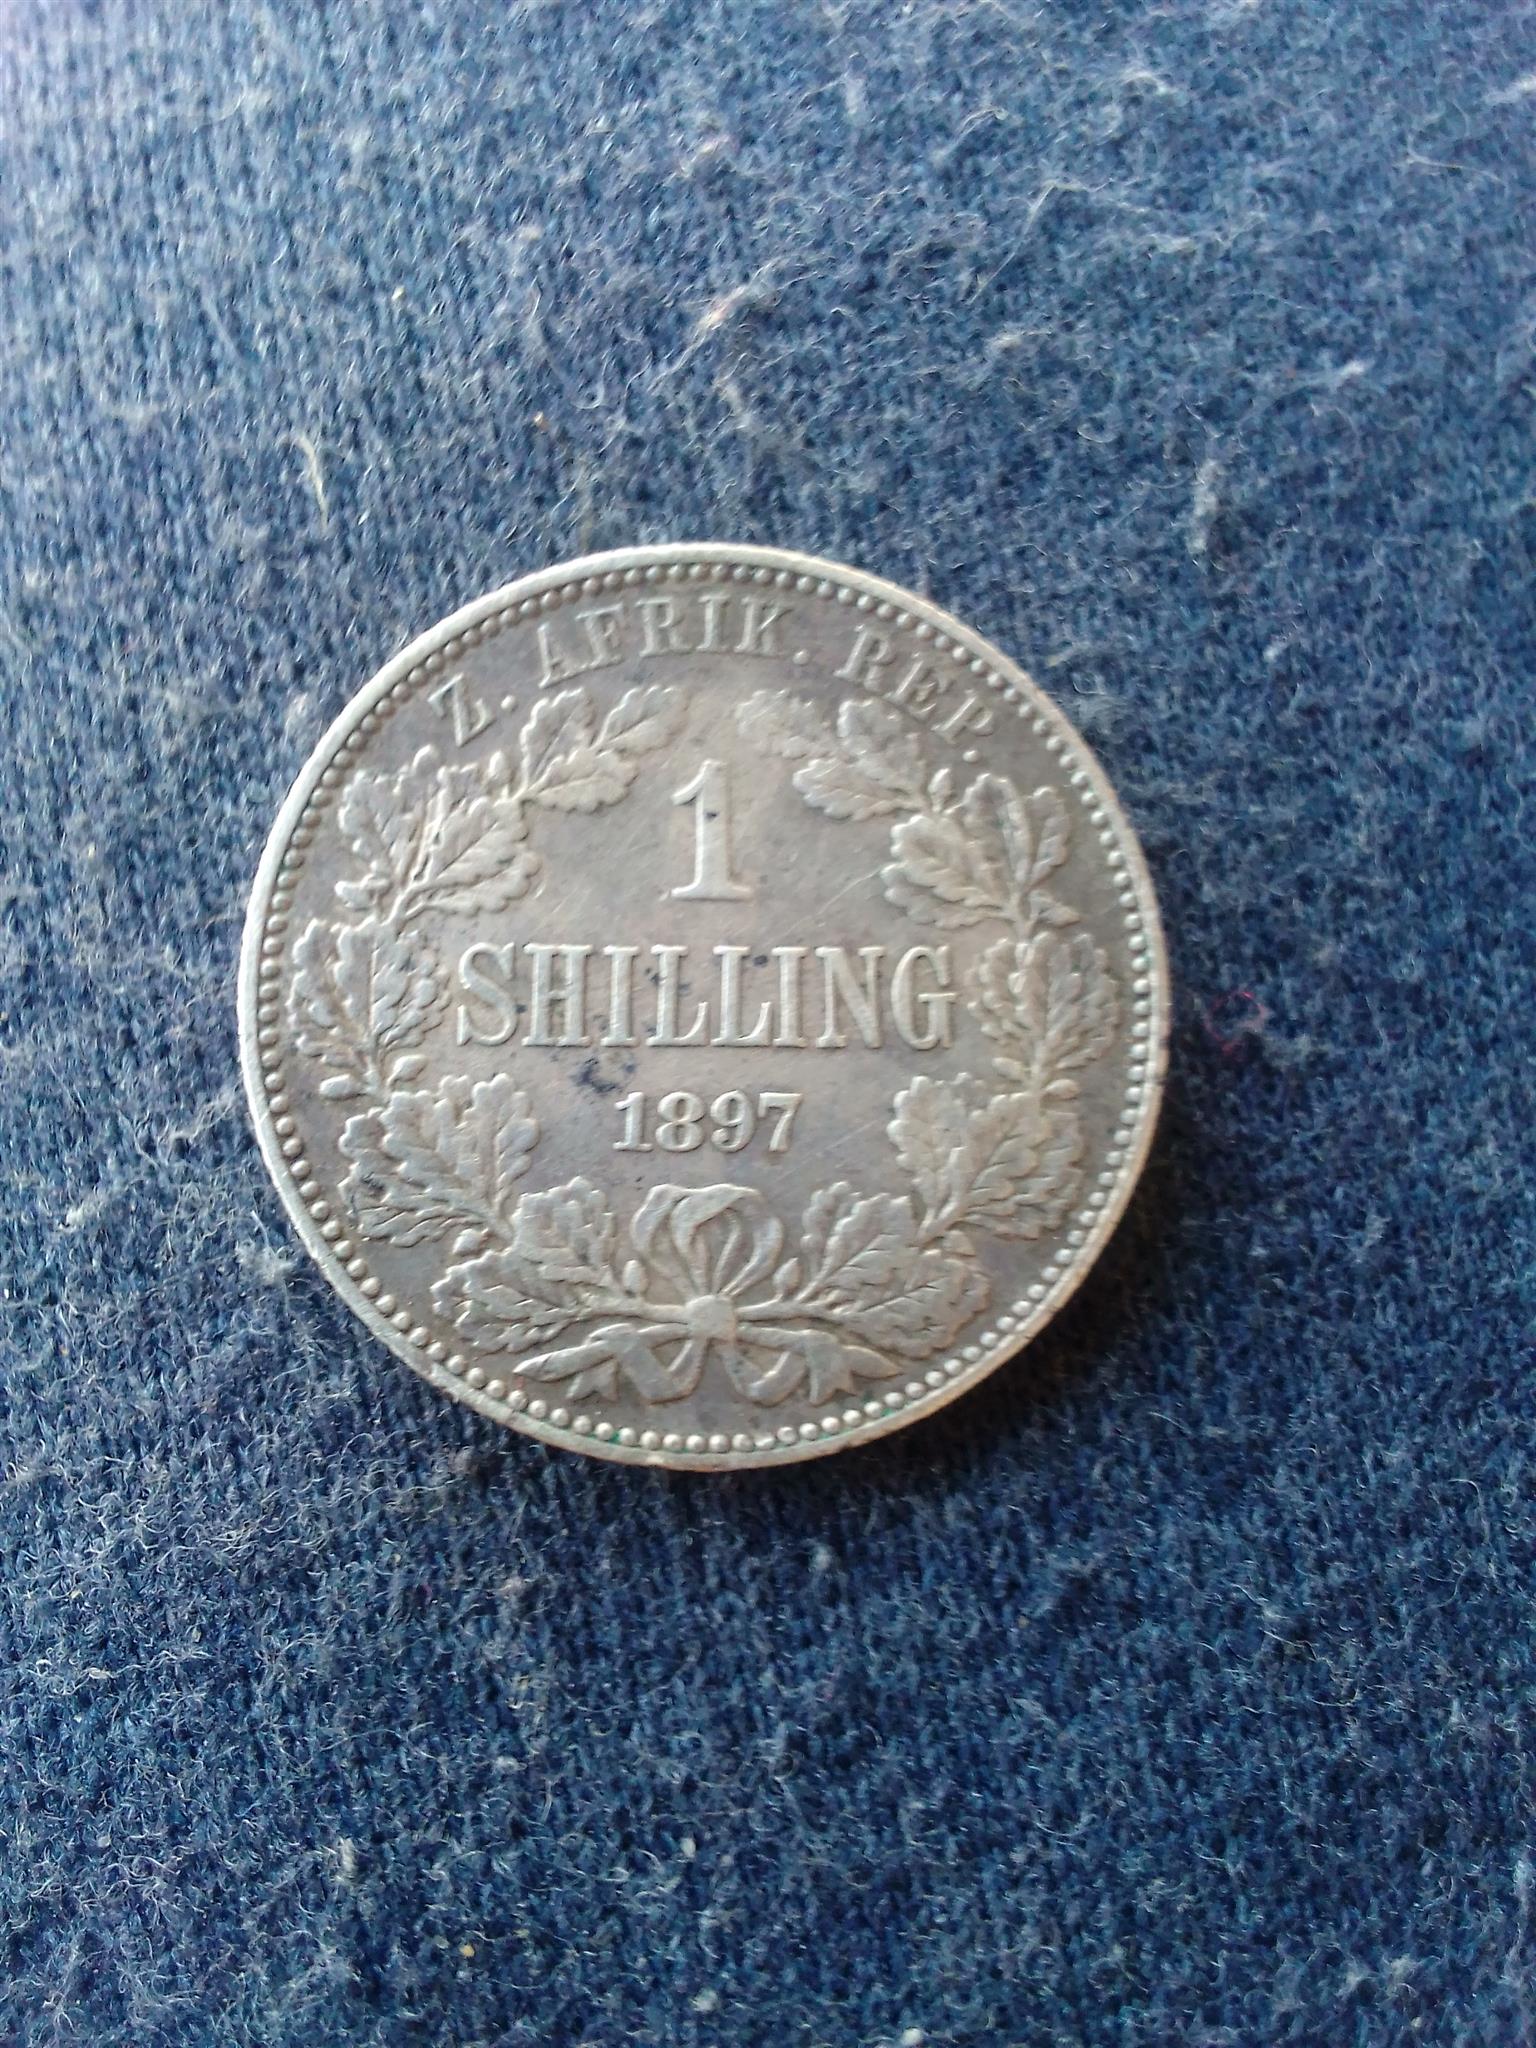 Z. AFRIK. REP.
1
SHILLING
1897